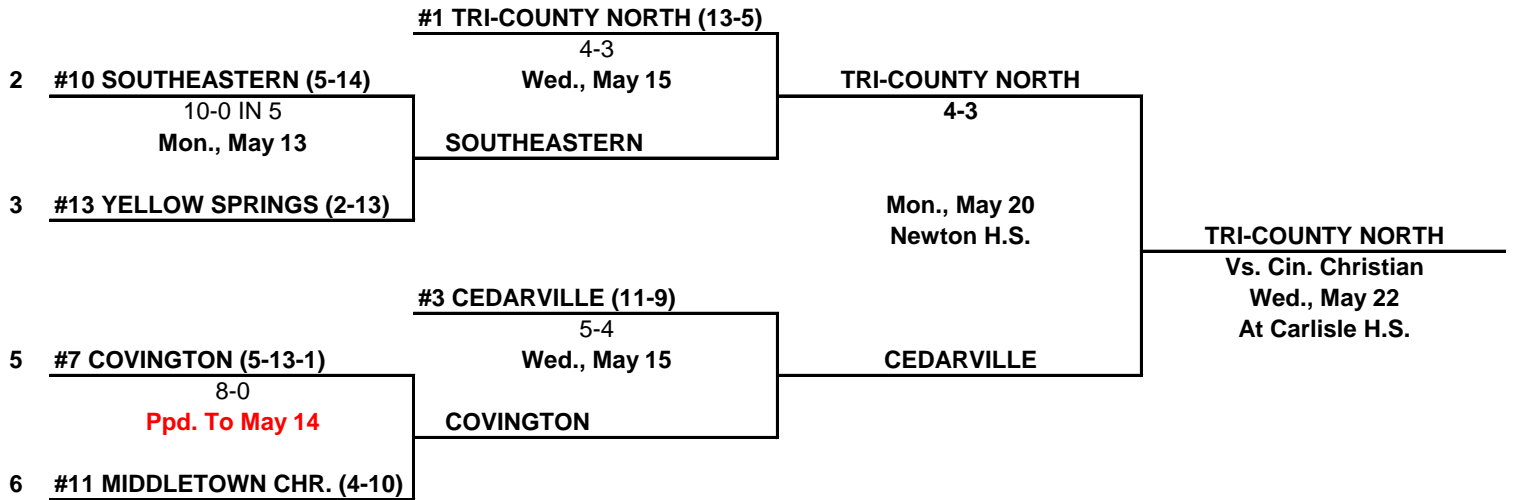 #1 TRI-COUNTY NORTH (13-5)
4-3
2 #10 SOUTHEASTERN (5-14) Wed., May 15 TRI-COUNTY NORTH
10-0 IN 5 4-3
Mon., May 13 SOUTHEASTERN
3 #13 YELLOW SPRINGS (2-13) Mon., May 20
Newton H.S. TRI-COUNTY NORTH
Vs. Cin. Christian
#3 CEDARVILLE (11-9) Wed., May 22
5-4 At Carlisle H.S.
5 #7 COVINGTON (5-13-1) Wed., May 15 CEDARVILLE
8-0
Ppd. To May 14 COVINGTON
6 #11 MIDDLETOWN CHR. (4-10)